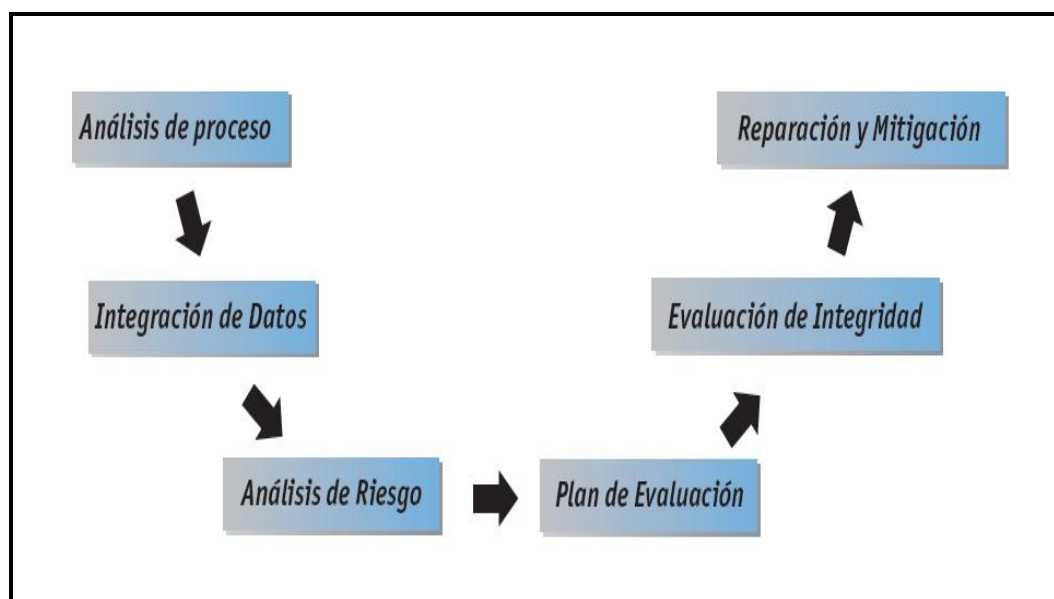 Análisis de proceso
Integración de Datos
Análisis de Riesgo
Plan de Evaluación
Evaluación de Integridad
Reparación y Mitigación